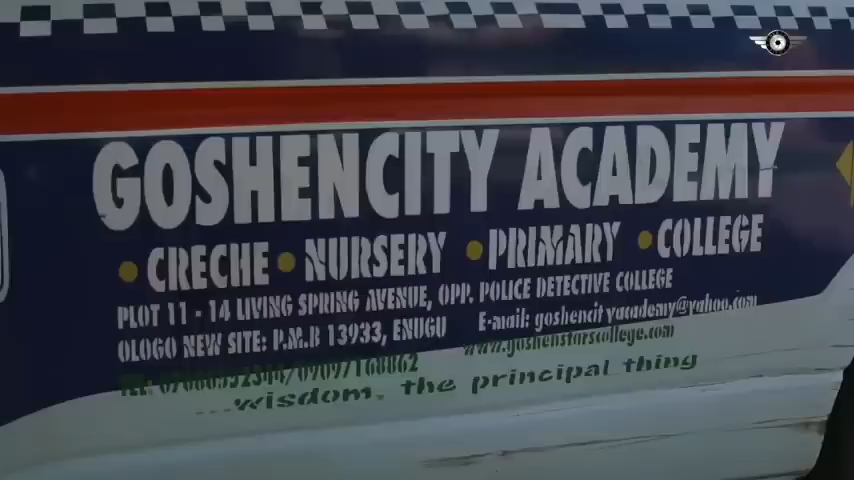 GOSHENCITY ACADEMY
• CRECHE • NURSERY • PRIMARY • COLLEGE
PLOT 11 - 14 LIVING SPRING AVENUE, OPP. POLICE DETECTIVE COLLEGE
OLOGO NEW SITE: P.M.B 13933, ENUGU E-mail: goshencityacademy@yahoo.com
www.goshenstarscollege.com
...wisdom. the principal thing